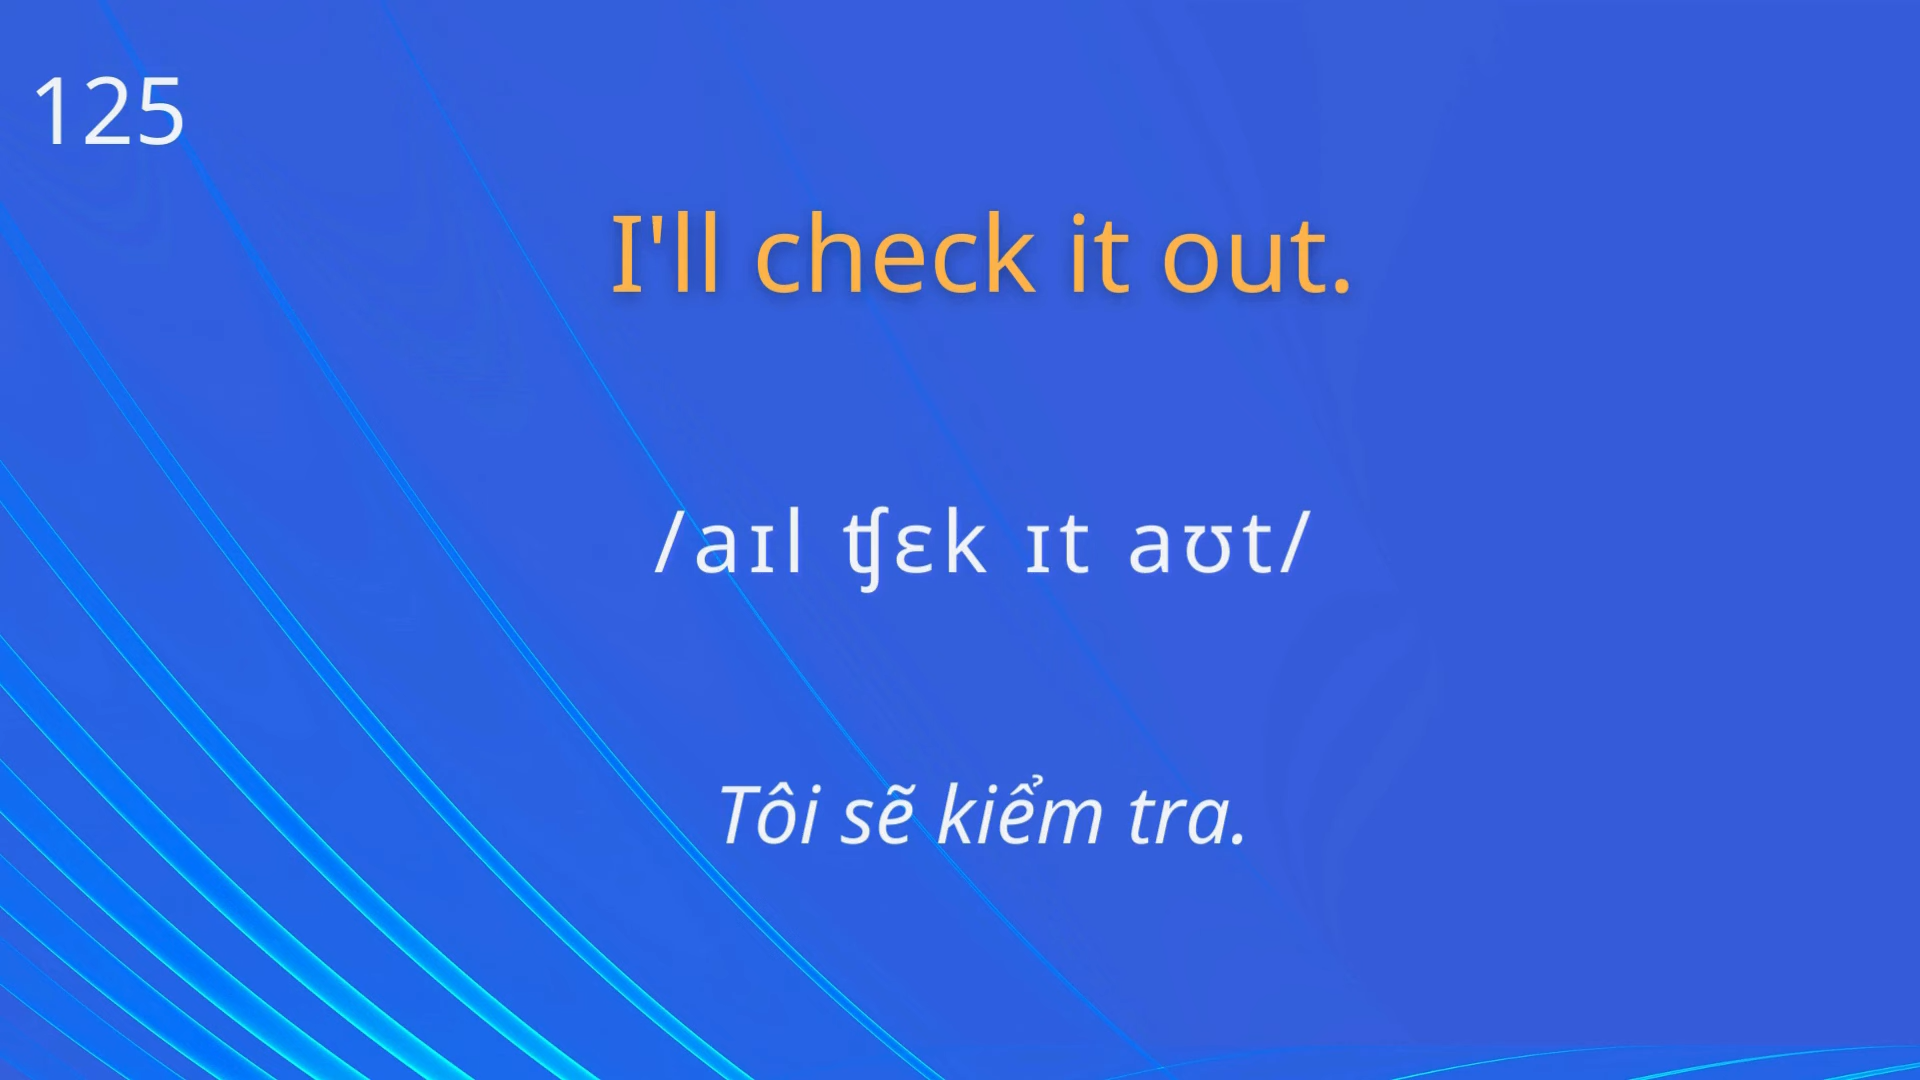 125
I'll check it out.
/aɪl ʧɛk ɪt aʊt/
Tôi sẽ kiểm tra.